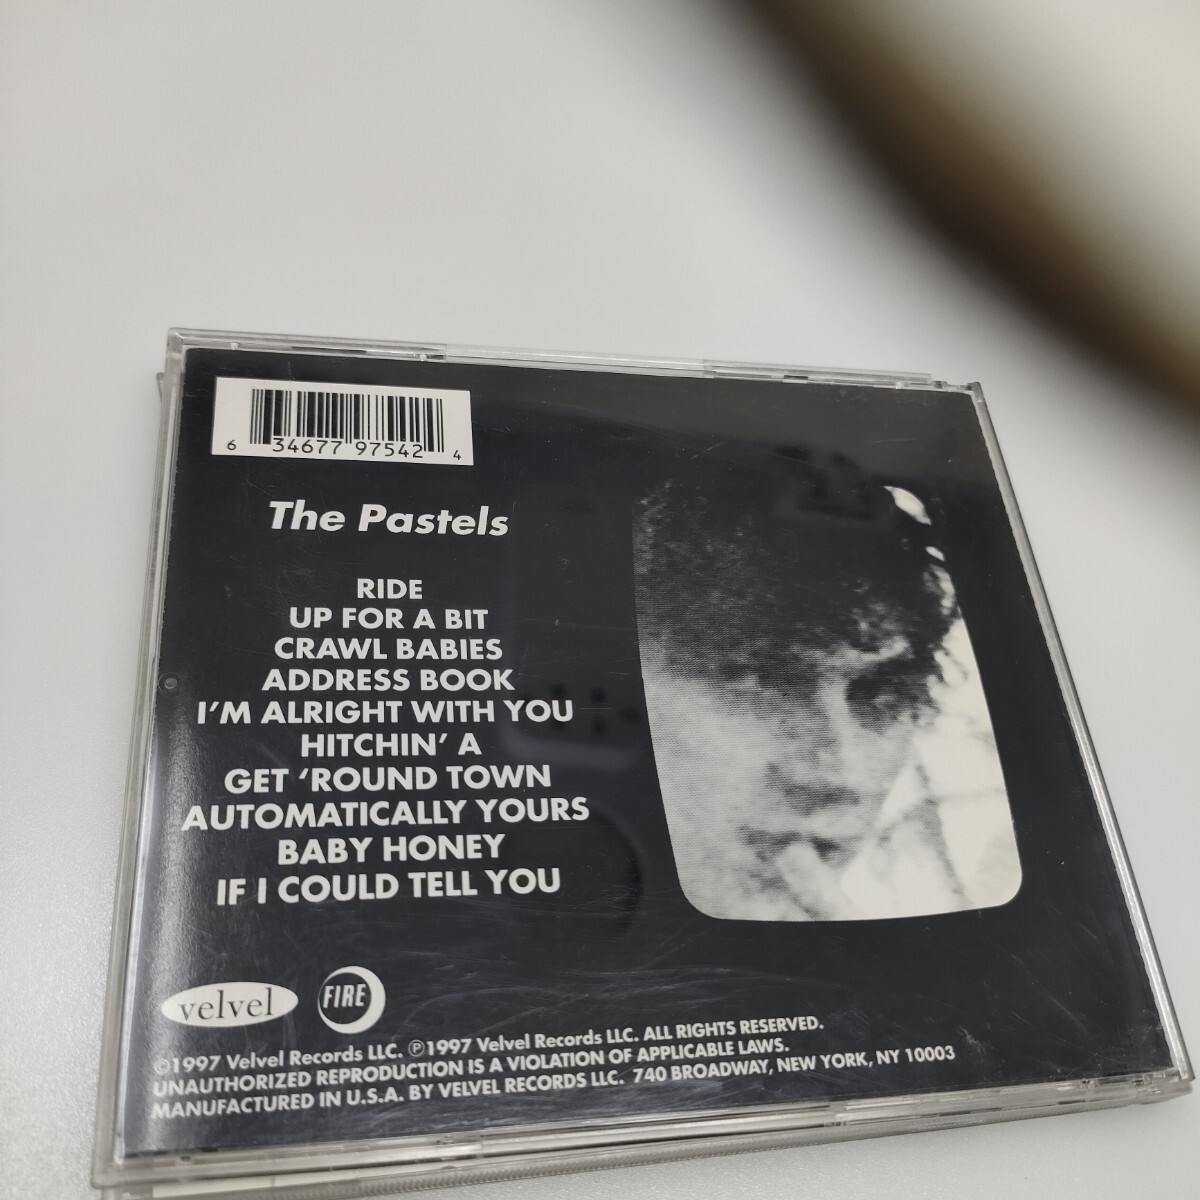 6 34677 97542 4
The Pastels
RIDE
UP FOR A BIT
CRAWL BABIES
ADDRESS BOOK
I'M ALRIGHT WITH YOU
HITCHIN' A
GET 'ROUND TOWN
AUTOMATICALLY YOURS
BABY HONEY
IF I COULD TELL YOU
velvel
FIRE
©1997 Velvel Records LLC. ℗1997 Velvel Records LLC. ALL RIGHTS RESERVED.
UNAUTHORIZED REPRODUCTION IS A VIOLATION OF APPLICABLE LAWS.
MANUFACTURED IN U.S.A. BY VELVEL RECORDS LLC. 740 BROADWAY, NEW YORK, NY 10003